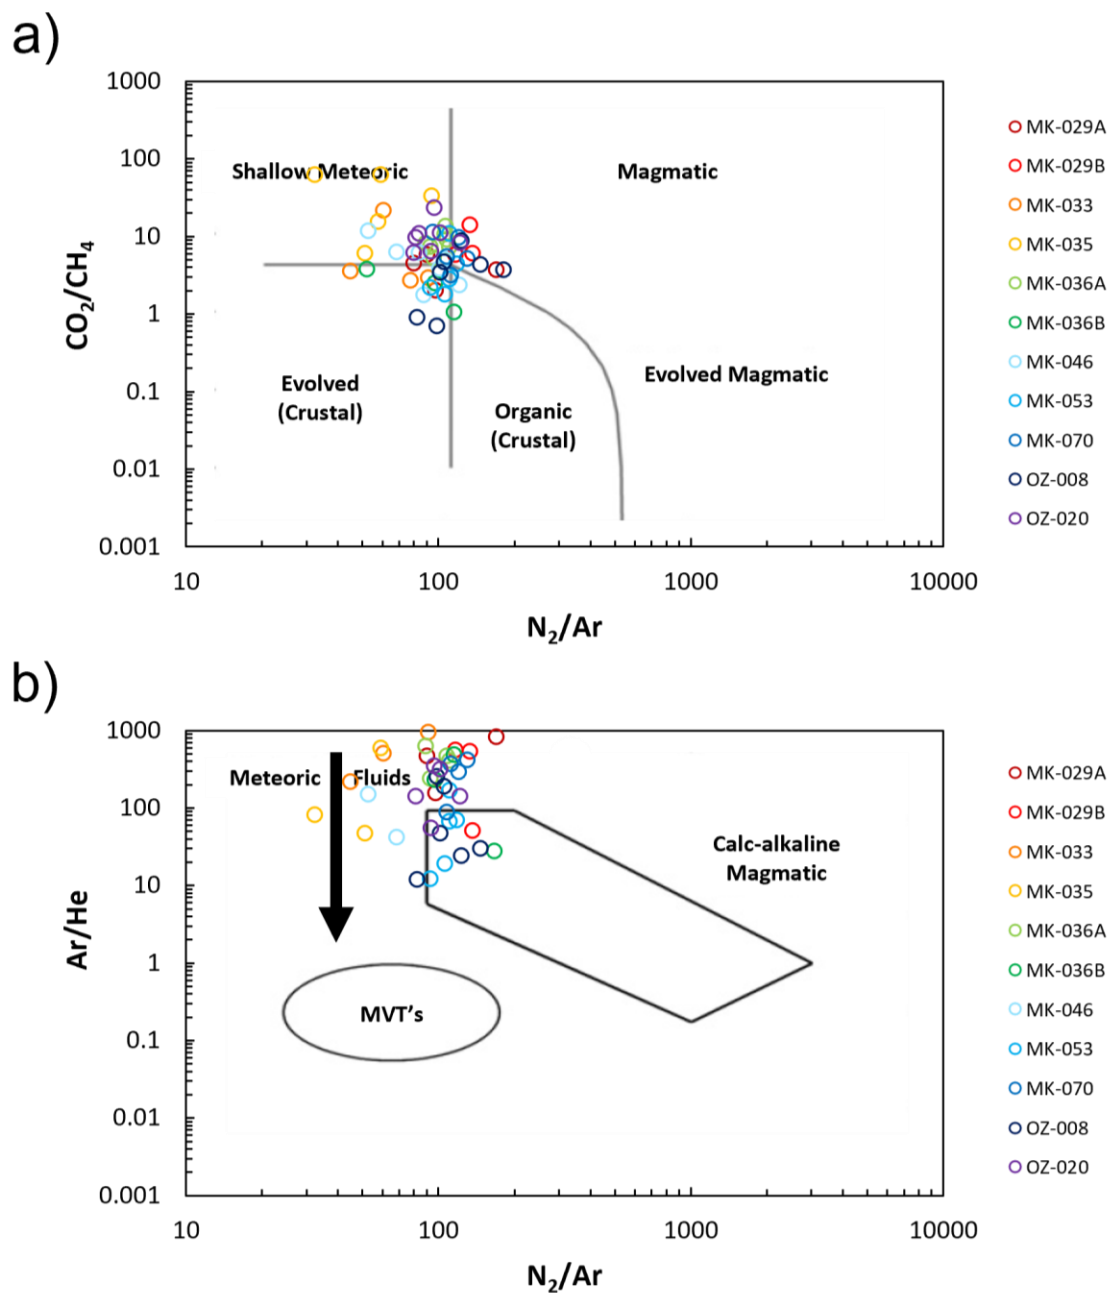 a)
1000
100
10
1
0.1
0.01
0.001
CO₂/CH₄
Shallow Meteoric
Magmatic
Evolved
(Crustal)
Organic
(Crustal)
Evolved Magmatic
10
100
1000
10000
N₂/Ar
MK-029A
MK-029B
MK-033
MK-035
MK-036A
MK-036B
MK-046
MK-053
MK-070
OZ-008
OZ-020
b)
1000
100
10
1
0.1
0.01
0.001
Ar/He
Meteoric Fluids
Calc-alkaline
Magmatic
MVT's
10
100
1000
10000
N₂/Ar
MK-029A
MK-029B
MK-033
MK-035
MK-036A
MK-036B
MK-046
MK-053
MK-070
OZ-008
OZ-020